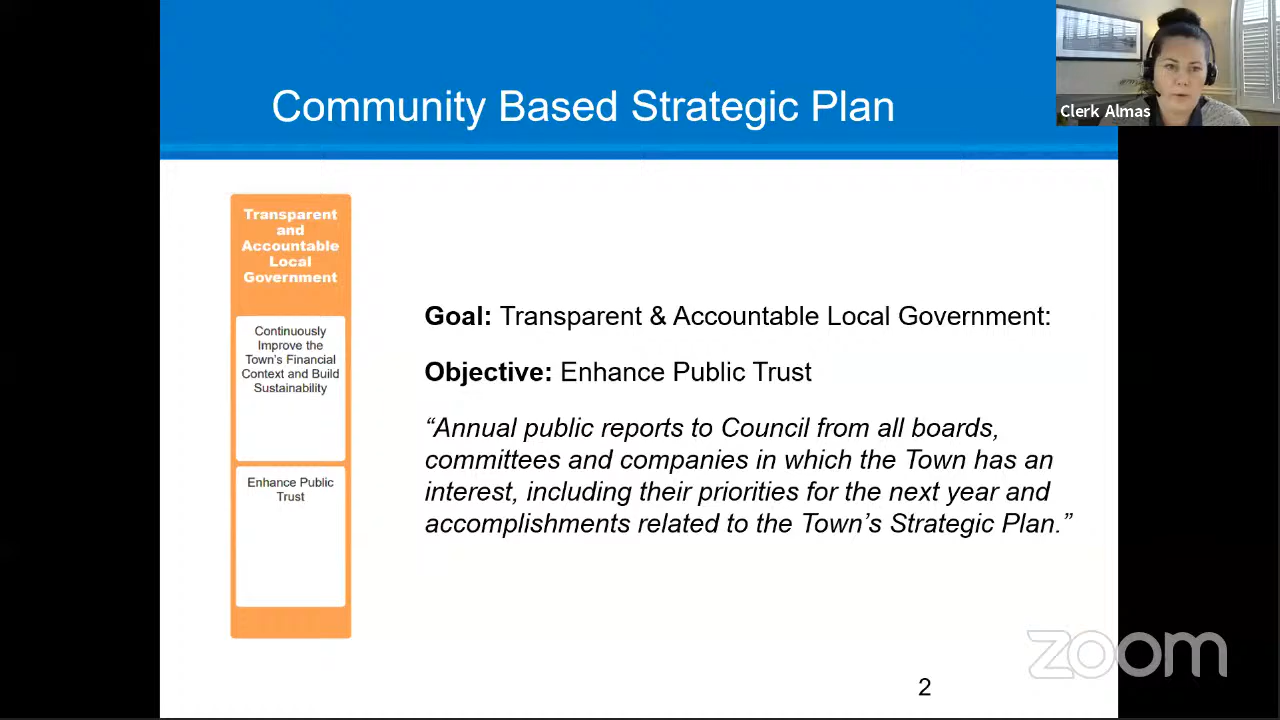 Community Based Strategic Plan
Clerk Almas
Transparent
and
Accountable
Local
Government
Continuously
Improve the
Town's Financial
Context and Build
Sustainability
Enhance Public
Trust
Goal: Transparent & Accountable Local Government:
Objective: Enhance Public Trust
“Annual public reports to Council from all boards,
committees and companies in which the Town has an
interest, including their priorities for the next year and
accomplishments related to the Town’s Strategic Plan.”
zoom
2